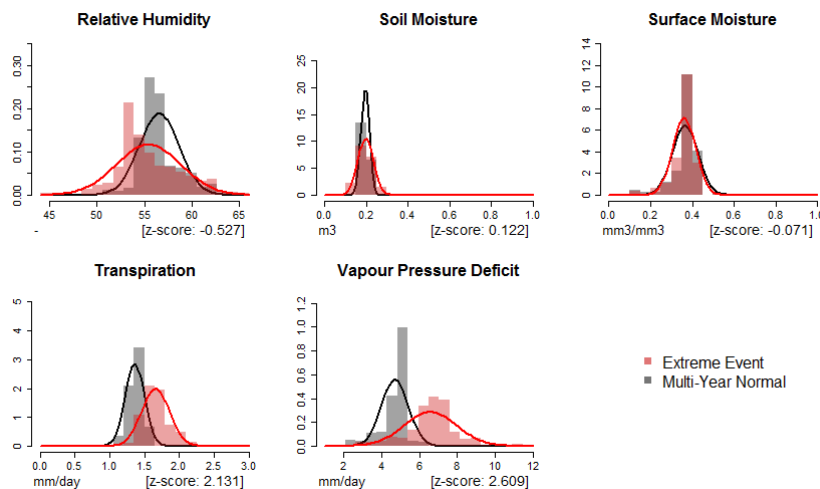 Relative Humidity
0.00 0.10 0.20 0.30
45 50 55 60 65
- [z-score: -0.527]
Soil Moisture
0 5 10 15 20 25
0.0 0.2 0.4 0.6 0.8 1.0
m3 [z-score: 0.122]
Surface Moisture
0 2 4 6 8 10 12 14
0.0 0.2 0.4 0.6 0.8 1.0
mm3/mm3 [z-score: -0.071]
Transpiration
0 1 2 3 4 5
0.0 0.5 1.0 1.5 2.0 2.5 3.0
mm/day [z-score: 2.131]
Vapour Pressure Deficit
0.0 0.2 0.4 0.6 0.8 1.0 1.2
2 4 6 8 10 12
mm/day [z-score: 2.609]
Extreme Event
Multi-Year Normal